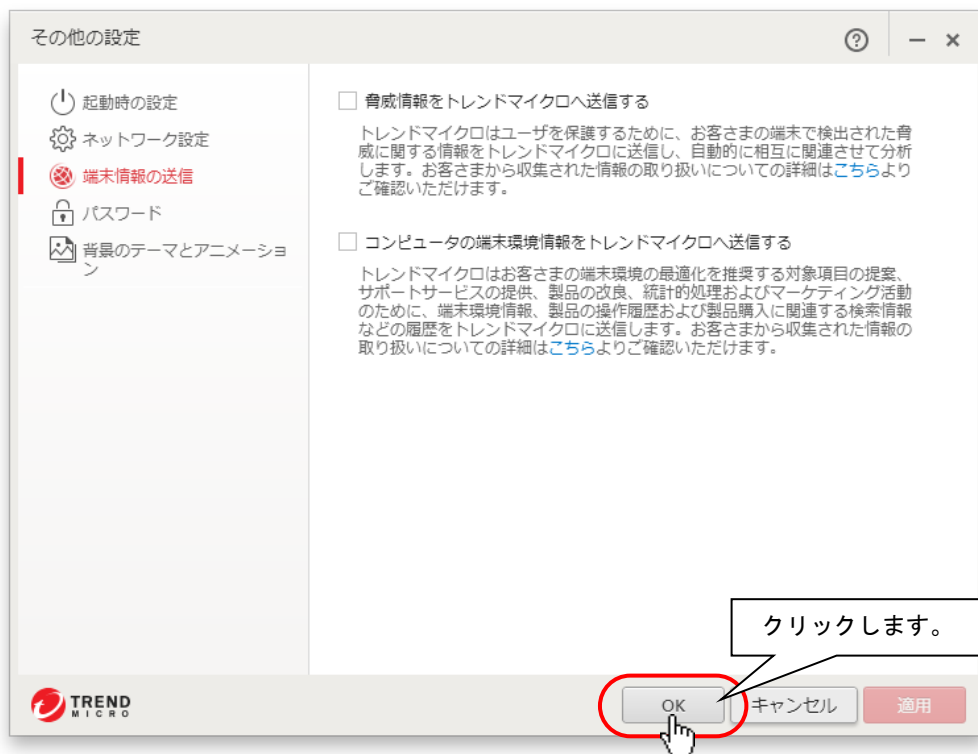 その他の設定
起動時の設定
ネットワーク設定
端末情報の送信
パスワード
背景のテーマとアニメーショ
ン
脅威情報をトレンドマイクロへ送信する
トレンドマイクロはユーザを保護するために、お客さまの端末で検出された脅
威に関する情報をトレンドマイクロに送信し、自動的に相互に関連させて分析
します。お客さまから収集された情報の取り扱いについての詳細はこちらより
ご確認いただけます。
コンピュータの端末環境情報をトレンドマイクロへ送信する
トレンドマイクロはお客さまの端末環境の最適化を推奨する対象項目の提案、
サポートサービスの提供、製品の改良、統計的処理およびマーケティング活動
のために、端末環境情報、製品の操作履歴および製品購入に関連する検索情報
などの履歴をトレンドマイクロに送信します。お客さまから収集された情報の
取り扱いについての詳細はこちらよりご確認いただけます。
クリックします。
TREND
MICRO
OK
キャンセル
適用